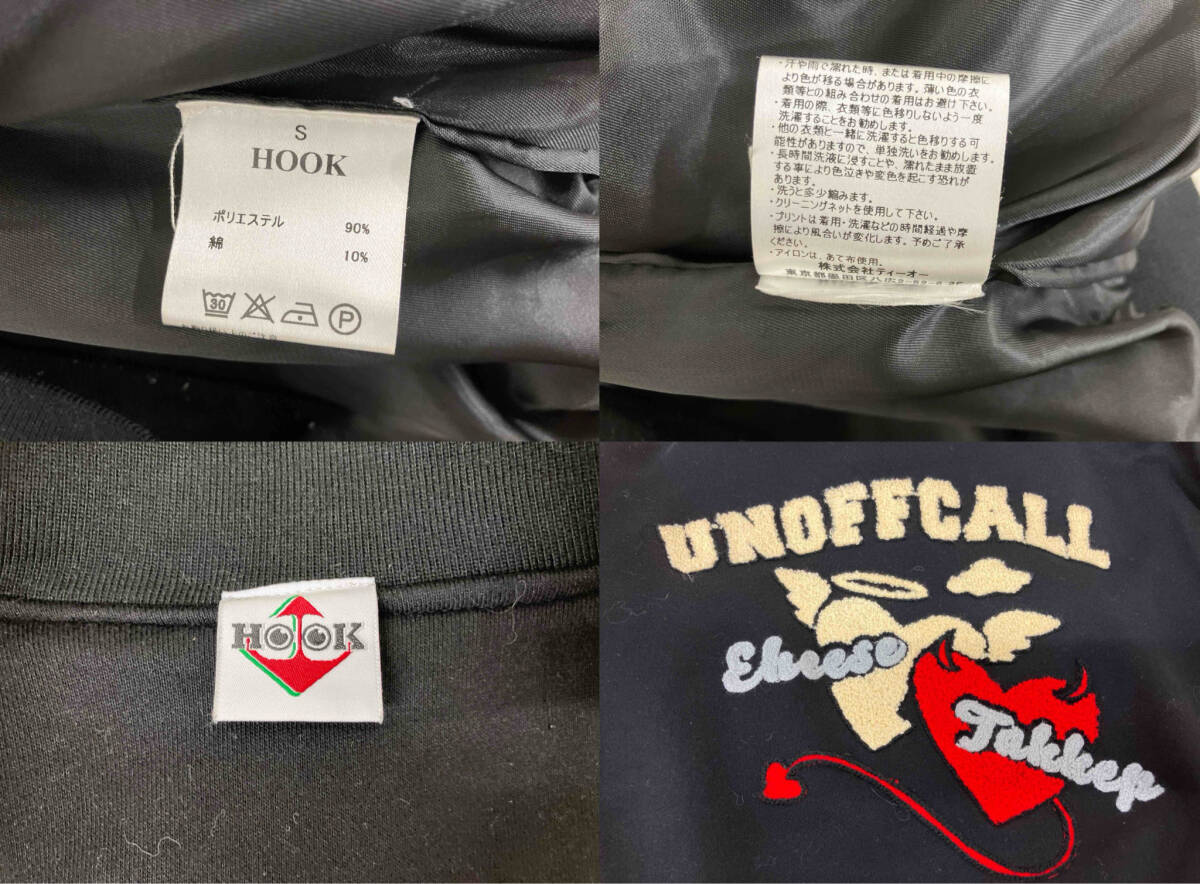 S
HOOK
ポリエステル 90%
綿 10%
30
P
・汗や雨で濡れた時、または着用中の摩擦に
より色が移る場合があります。薄い色の衣
類等との組み合わせの着用はお避け下さい。
・着用の際、衣類等に色移りしないよう一度
洗濯することをお勧めします。
・他の衣類と一緒に洗濯すると色移りする可
能性がありますので、単独洗いをお勧めします。
・長時間洗液に浸すことや、濡れたまま放置
する事により色泣きや変色を起こす恐れが
あります。
・洗うと多少縮みます。
・クリーニングネットを使用して下さい。
・プリントは着用・洗濯などの時間経過や摩
擦により風合いが変化します。予めご了承
ください。
・アイロンは、あて布使用。
株式会社ティーオー
東京都墨田区八広
HOOK
UNOFFCALL
Eheese
Takkep